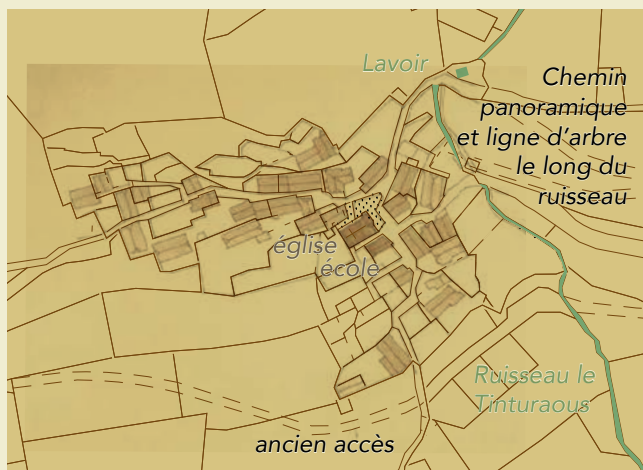 Lavoir
Chemin
panoramique
et ligne d'arbre
le long du
ruisseau
église
école
Ruisseau le
Tinturaous
ancien accès